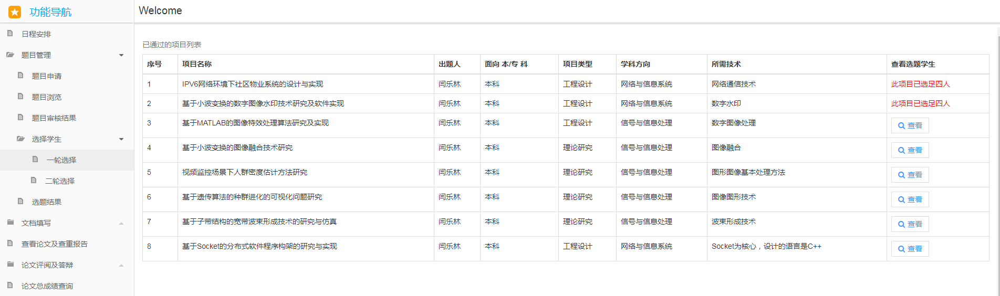 功能导航
Welcome
日程安排
题目管理
题目申请
题目浏览
题目审核结果
选择学生
一轮选择
二轮选择
选题结果
文档填写
查看论文及查重报告
论文评阅及答辩
论文总成绩查询
已通过的项目列表
序号 项目名称 出题人 面向 本/专 科 项目类型 学科方向 所需技术 查看选题学生
1 IPV6网络环境下社区物业系统的设计与实现 闫乐林 本科 工程设计 网络与信息系统 网络通信技术 此项目已选足四人
2 基于小波变换的数字图像水印技术研究及软件实现 闫乐林 本科 工程设计 网络与信息系统 数字水印 此项目已选足四人
3 基于MATLAB的图像特效处理算法研究及实现 闫乐林 本科 工程设计 信号与信息处理 数字图像处理 查看
4 基于小波变换的图像融合技术研究 闫乐林 本科 理论研究 信号与信息处理 图像融合 查看
5 视频监控场景下人群密度估计方法研究 闫乐林 本科 理论研究 信号与信息处理 图形图像基本处理方法 查看
6 基于遗传算法的种群进化的可视化问题研究 闫乐林 本科 理论研究 信号与信息处理 图像图形技术 查看
7 基于子带结构的宽带波束形成技术的研究与仿真 闫乐林 本科 理论研究 信号与信息处理 波束形成技术 查看
8 基于Socket的分布式软件程序构架的研究与实现 闫乐林 本科 工程设计 网络与信息系统 Socket为核心，设计的语言是C++ 查看